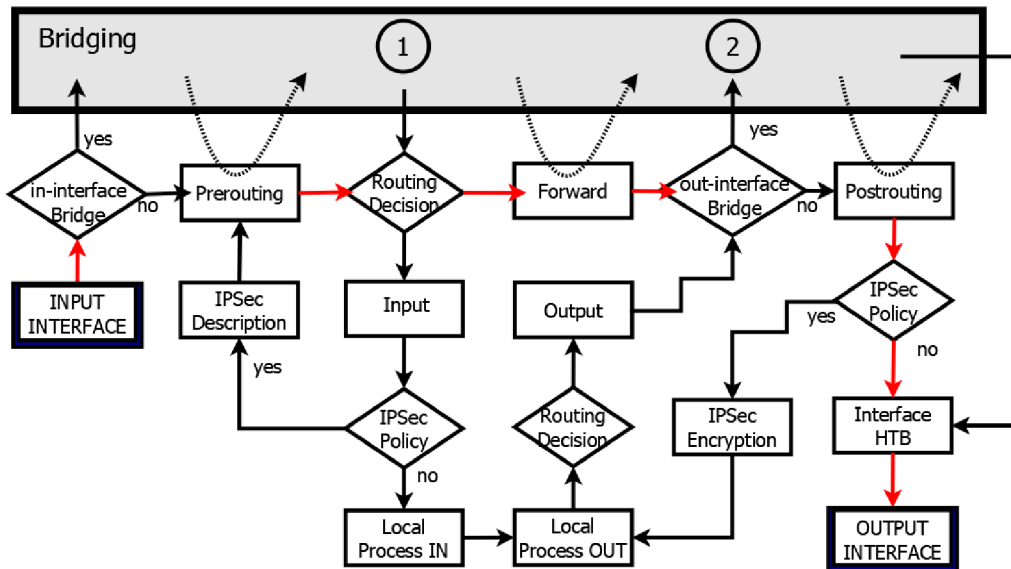 Bridging
1
2
yes
yes
in-interface
Bridge
no
Prerouting
Routing
Decision
Forward
out-interface
Bridge
no
Postrouting
INPUT
INTERFACE
IPSec
Description
Input
Output
IPSec
Policy
yes
no
yes
IPSec
Policy
no
Routing
Decision
IPSec
Encryption
Interface
HTB
Local
Process IN
Local
Process OUT
OUTPUT
INTERFACE